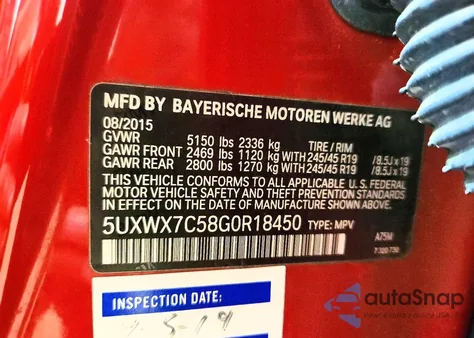 MFD BY BAYERISCHE MOTOREN WERKE AG
08/2015
GVWR 5150 lbs 2336 kg TIRE / RIM
GAWR FRONT 2469 lbs 1120 kg WITH 245/45 R19 /8.5J x 19
GAWR REAR 2800 lbs 1270 kg WITH 245/45 R19 /8.5J x 19
THIS VEHICLE CONFORMS TO ALL APPLICABLE U. S. FEDERAL
MOTOR VEHICLE SAFETY AND THEFT PREVENTION STANDARDS
IN EFFECT ON DATE OF MANUFACTURE SHOWN ABOVE.
5UXWX7C58G0R18450 TYPE: MPV
A75M
7 320 730
INSPECTION DATE:
autoSnap